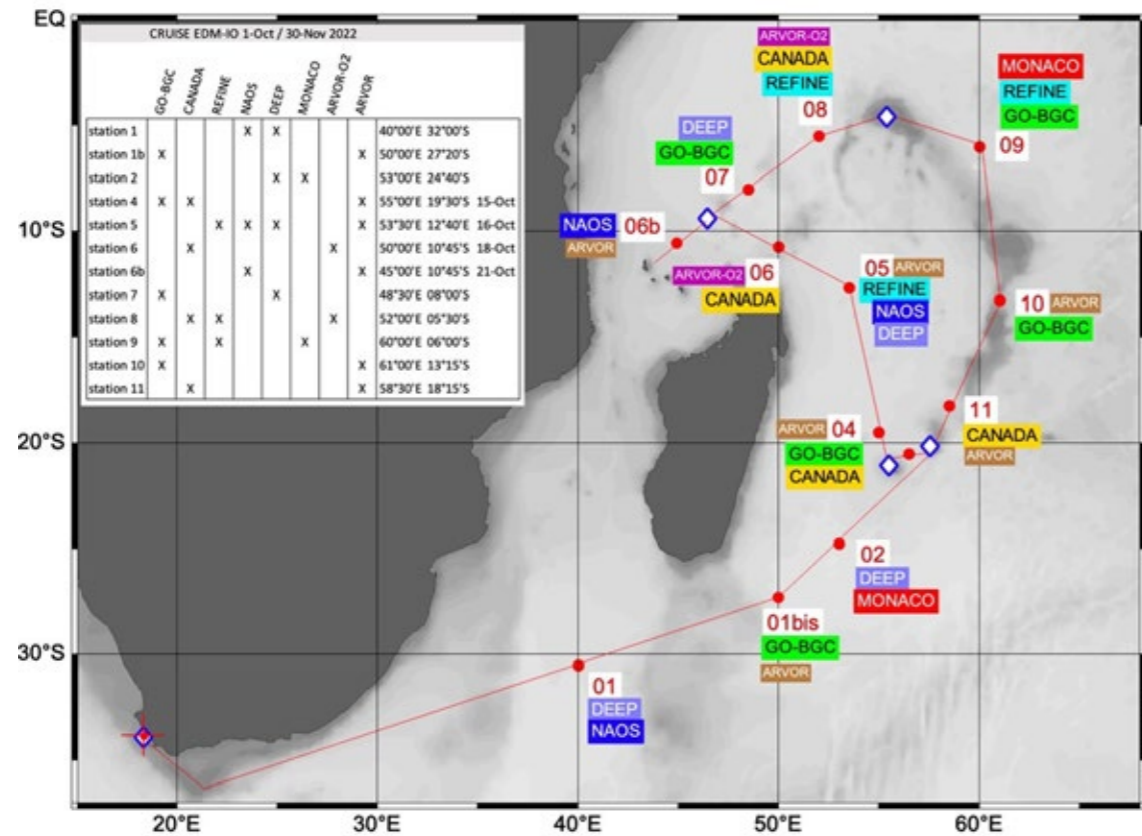 EQ
10°S
20°S
30°S
CRUISE EDM-IO 1-Oct / 30-Nov 2022
GO-BGC CANADA REFINE NAOS DEEP MONACO ARVOR-O2 ARVOR
station 1 X X 40°00'E 32°00'S
station 1b X X 50°00'E 27°20'S
station 2 X X 53°00'E 24°40'S
station 4 X X X 55°00'E 19°30'S 15-Oct
station 5 X X X X 53°30'E 12°40'E 16-Oct
station 6 X X 50°00'E 10°45'S 18-Oct
station 6b X X 45°00'E 10°45'S 21-Oct
station 7 X X 48°30'E 08°00'S
station 8 X X X 52°00'E 05°30'S
station 9 X X X 60°00'E 06°00'S
station 10 X X 61°00'E 13°15'S
station 11 X X 58°30'E 18°15'S
ARVOR-O2
CANADA
REFINE
08
MONACO
REFINE
GO-BGC
09
DEEP
GO-BGC
07
NAOS 06b
ARVOR
ARVOR-O2 06
CANADA
05 ARVOR
REFINE
NAOS
DEEP
10 ARVOR
GO-BGC
ARVOR 04
GO-BGC
CANADA
11
CANADA
ARVOR
02
DEEP
MONACO
01bis
GO-BGC
ARVOR
01
DEEP
NAOS
20°E 30°E 40°E 50°E 60°E